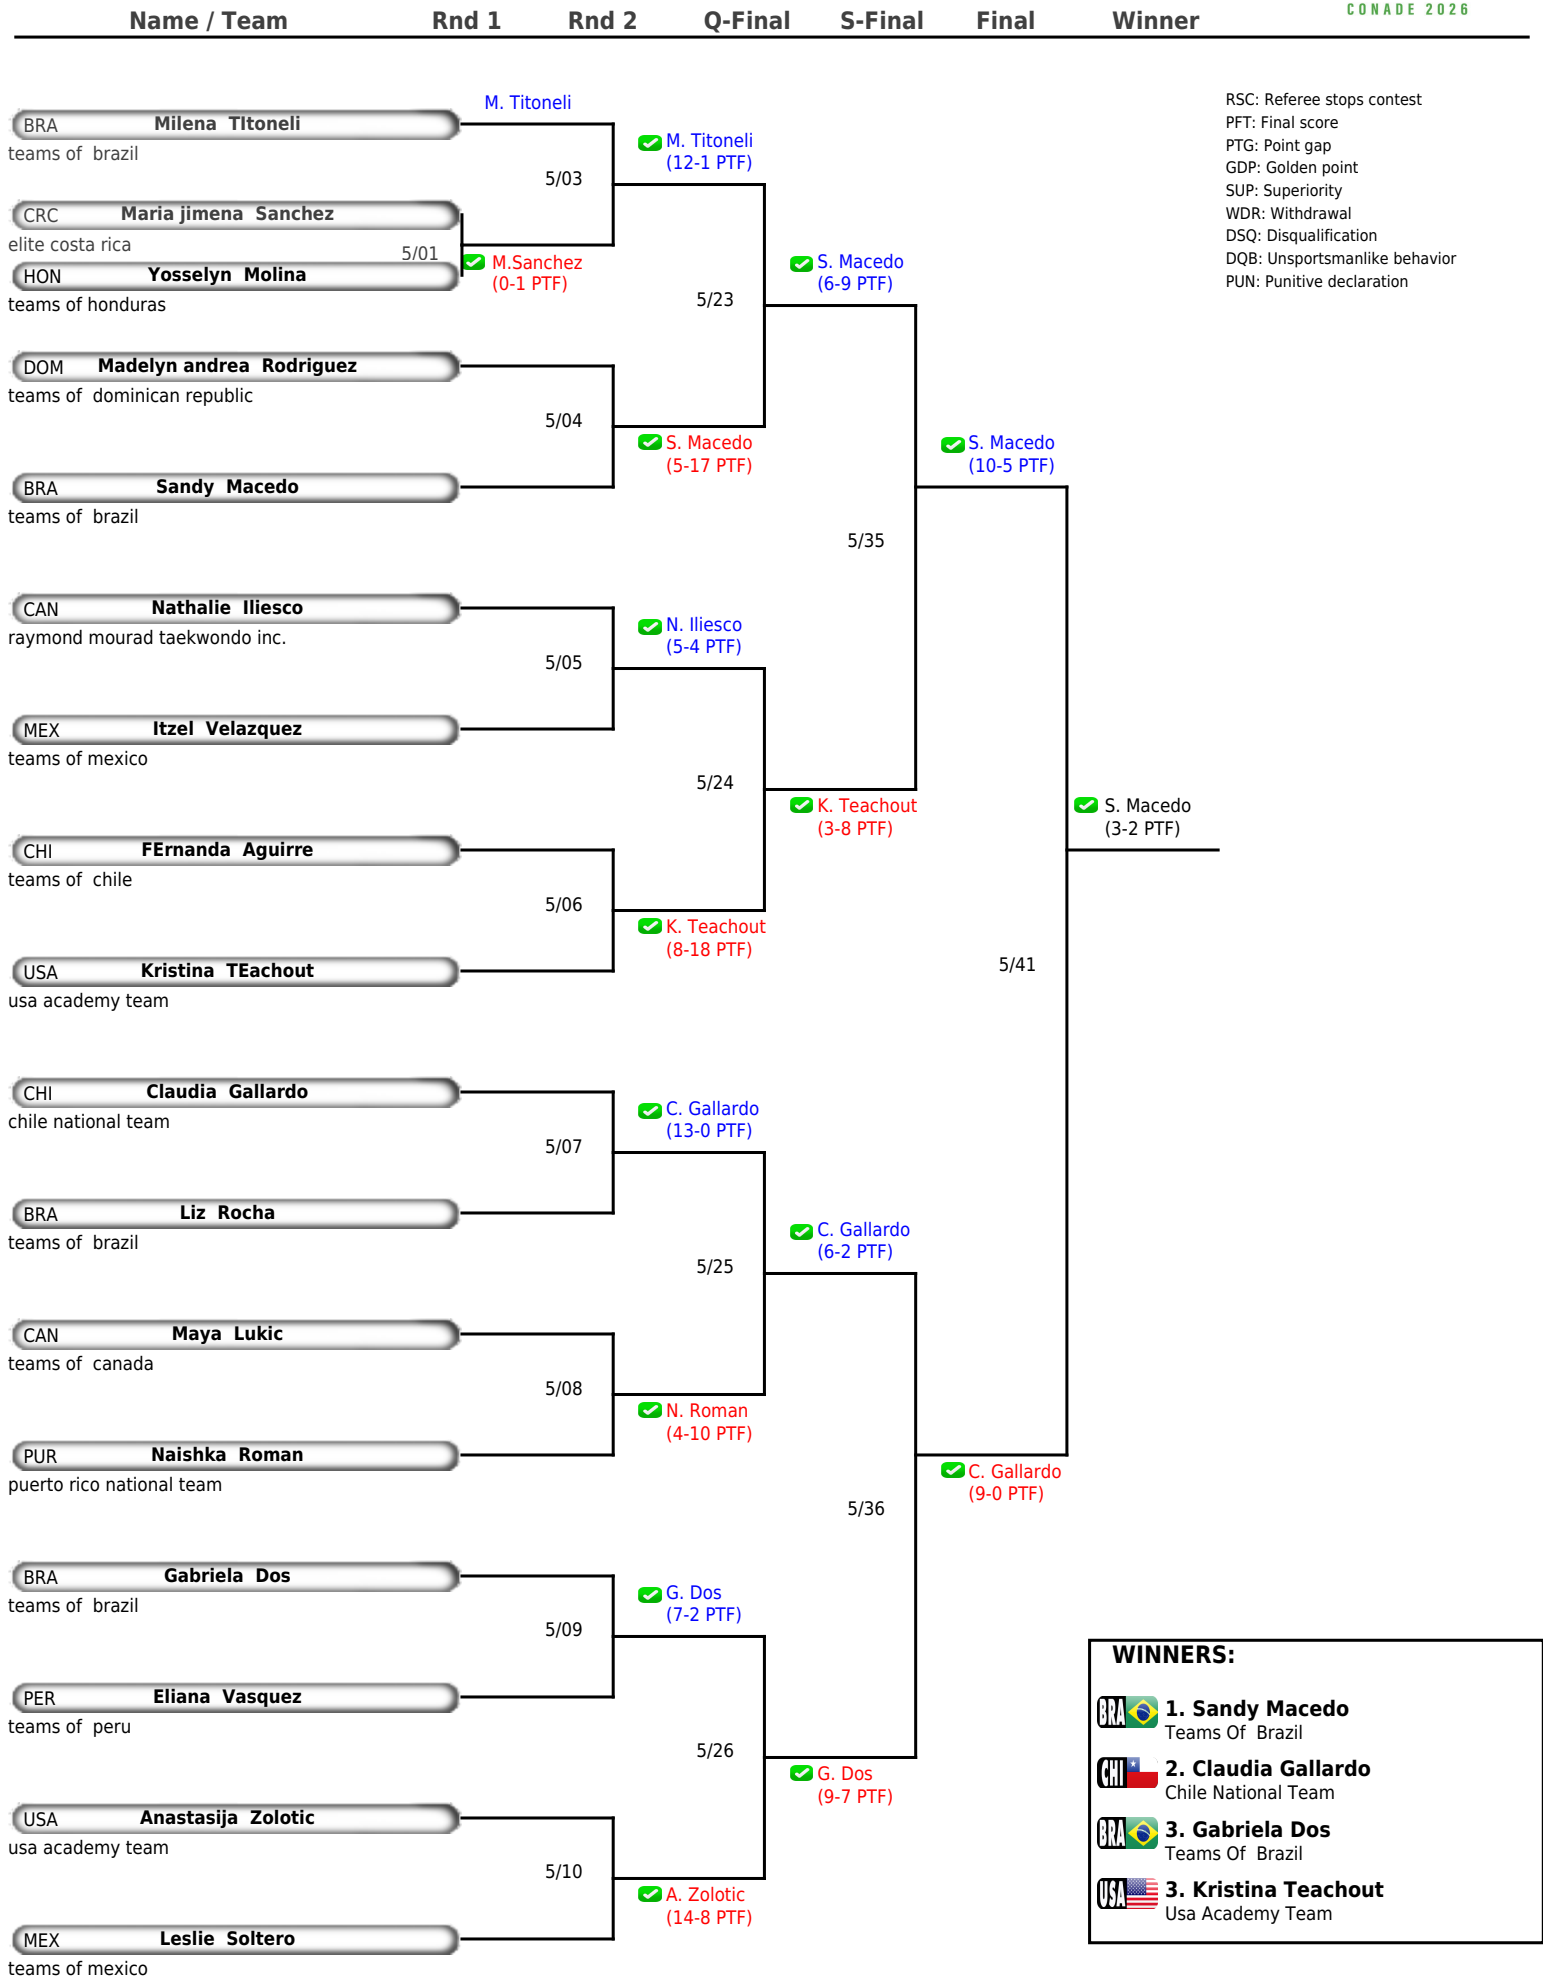 CONADE 2026
Name / Team Rnd 1 Rnd 2 Q-Final S-Final Final Winner
RSC: Referee stops contest
PFT: Final score
PTG: Point gap
GDP: Golden point
SUP: Superiority
WDR: Withdrawal
DSQ: Disqualification
DQB: Unsportsmanlike behavior
PUN: Punitive declaration
M. Titoneli
BRA Milena TItoneli
teams of brazil
M. Titoneli
(12-1 PTF)
5/03
CRC Maria jimena Sanchez
elite costa rica
5/01
M.Sanchez
(0-1 PTF)
HON Yosselyn Molina
teams of honduras
S. Macedo
(6-9 PTF)
5/23
DOM Madelyn andrea Rodriguez
teams of dominican republic
5/04
S. Macedo
(5-17 PTF)
S. Macedo
(10-5 PTF)
BRA Sandy Macedo
teams of brazil
5/35
CAN Nathalie Iliesco
raymond mourad taekwondo inc.
N. Iliesco
(5-4 PTF)
5/05
MEX Itzel Velazquez
teams of mexico
5/24
K. Teachout
(3-8 PTF)
S. Macedo
(3-2 PTF)
CHI FErnanda Aguirre
teams of chile
5/06
K. Teachout
(8-18 PTF)
USA Kristina TEachout
usa academy team
5/41
CHI Claudia Gallardo
chile national team
C. Gallardo
(13-0 PTF)
5/07
BRA Liz Rocha
teams of brazil
C. Gallardo
(6-2 PTF)
5/25
CAN Maya Lukic
teams of canada
5/08
N. Roman
(4-10 PTF)
PUR Naishka Roman
puerto rico national team
C. Gallardo
(9-0 PTF)
5/36
BRA Gabriela Dos
teams of brazil
G. Dos
(7-2 PTF)
5/09
PER Eliana Vasquez
teams of peru
5/26
G. Dos
(9-7 PTF)
USA Anastasija Zolotic
usa academy team
5/10
A. Zolotic
(14-8 PTF)
MEX Leslie Soltero
teams of mexico
WINNERS:
BRA 1. Sandy Macedo
Teams Of Brazil
CHI 2. Claudia Gallardo
Chile National Team
BRA 3. Gabriela Dos
Teams Of Brazil
USA 3. Kristina Teachout
Usa Academy Team